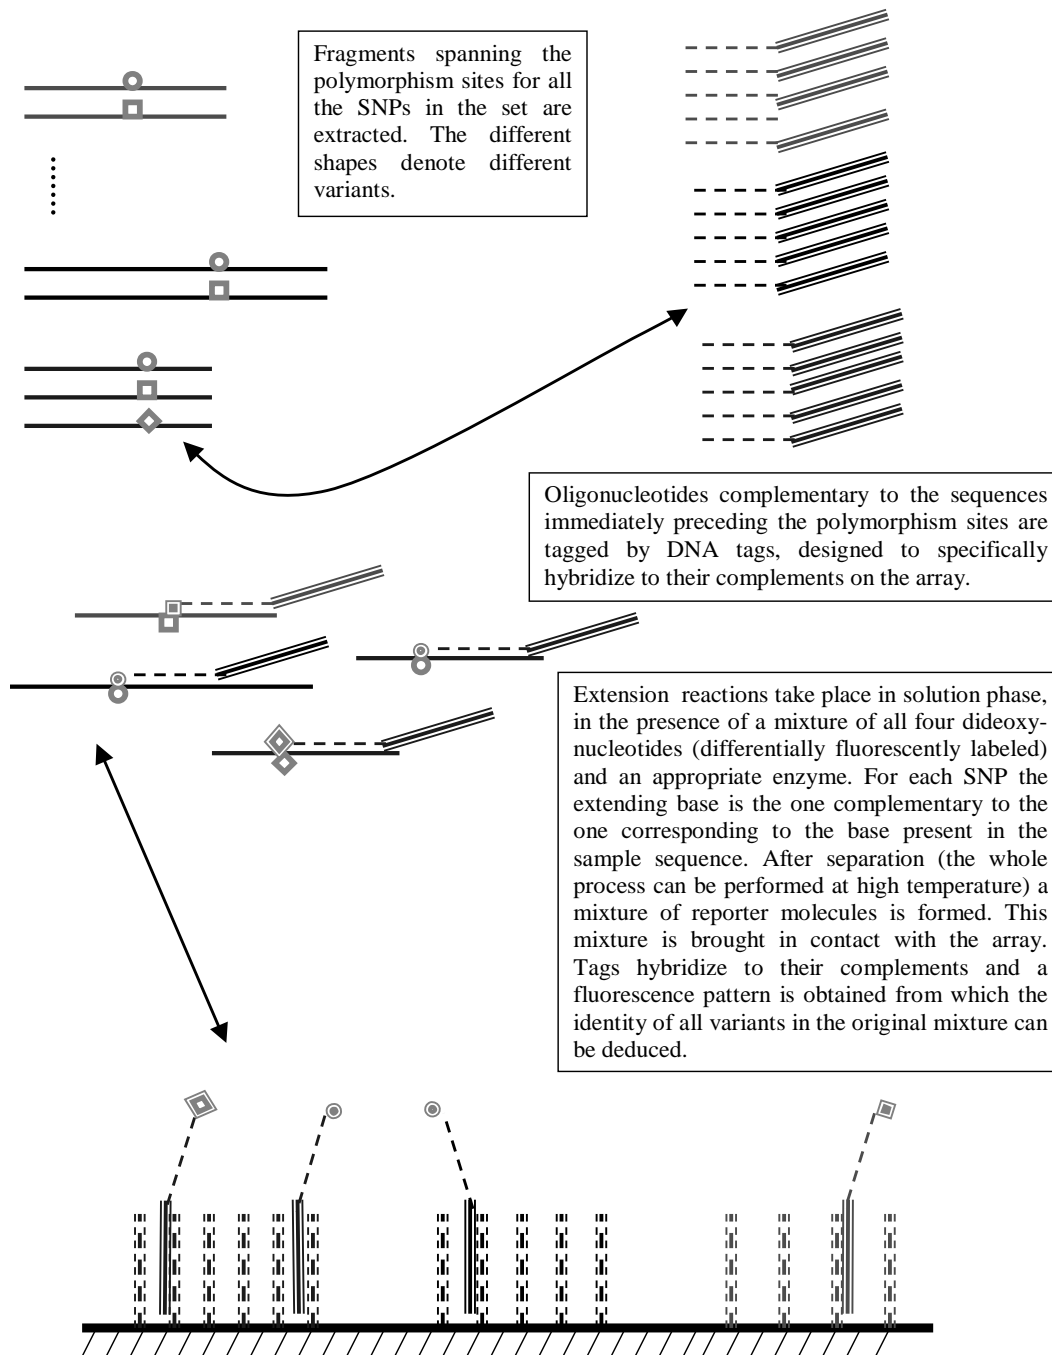 Fragments spanning the
polymorphism sites for all
the SNPs in the set are
extracted. The different
shapes denote different
variants.
Oligonucleotides complementary to the sequences
immediately preceding the polymorphism sites are
tagged by DNA tags, designed to specifically
hybridize to their complements on the array.
Extension reactions take place in solution phase,
in the presence of a mixture of all four dideoxy-
nucleotides (differentially fluorescently labeled)
and an appropriate enzyme. For each SNP the
extending base is the one complementary to the
one corresponding to the base present in the
sample sequence. After separation (the whole
process can be performed at high temperature) a
mixture of reporter molecules is formed. This
mixture is brought in contact with the array.
Tags hybridize to their complements and a
fluorescence pattern is obtained from which the
identity of all variants in the original mixture can
be deduced.